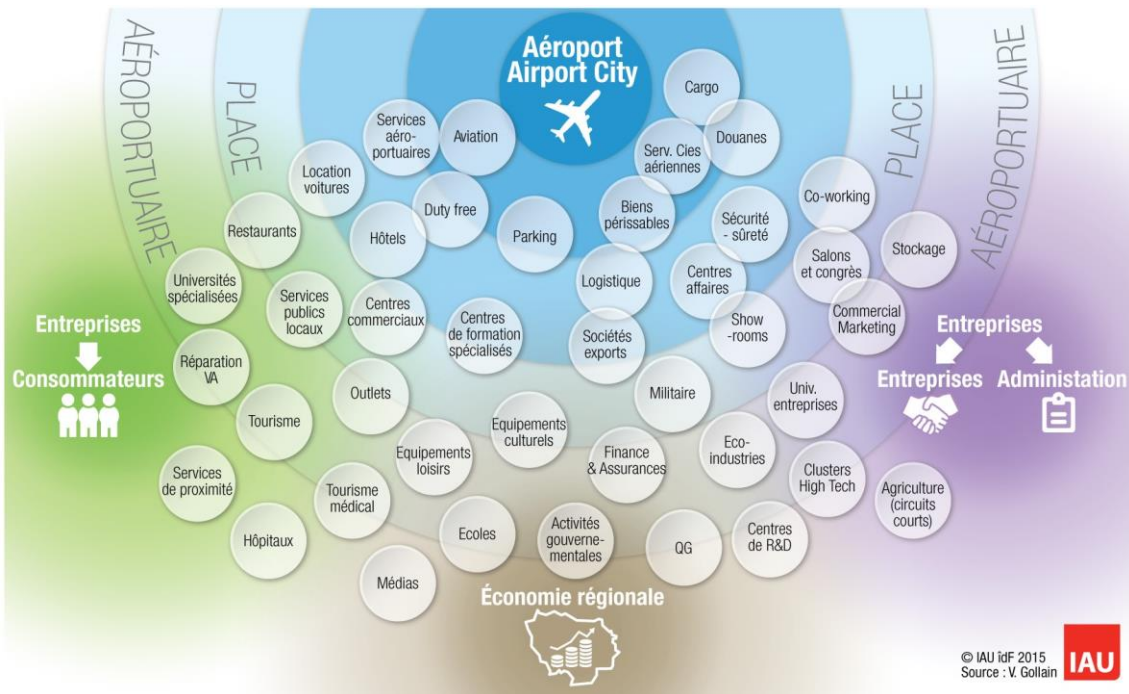 Aéroport
Airport City
AÉROPORTUAIRE
PLACE
PLACE
AÉROPORTUAIRE
Cargo
Services
aéro-
portuaires
Aviation
Douanes
Serv. Cies
aériennes
Location
voitures
Duty free
Biens
périssables
Co-working
Restaurants
Hôtels
Parking
Sécurité
- sûreté
Stockage
Universités
spécialisées
Services
publics
locaux
Centres
commerciaux
Centres
de formation
spécialisés
Logistique
Centres
affaires
Salons
et congrès
Sociétés
exports
Show
-rooms
Commercial
Marketing
Entreprises
Consommateurs
Réparation
VA
Entreprises
Entreprises
Administation
Outlets
Militaire
Univ.
entreprises
Tourisme
Equipements
culturels
Equipements
loisirs
Finance
& Assurances
Eco-
industries
Services
de proximité
Tourisme
médical
Clusters
High Tech
Agriculture
(circuits
courts)
Hôpitaux
Ecoles
Activités
gouverne-
mentales
QG
Centres
de R&D
Médias
Économie régionale
© IAU îdF 2015
Source : V. Gollain
IAU